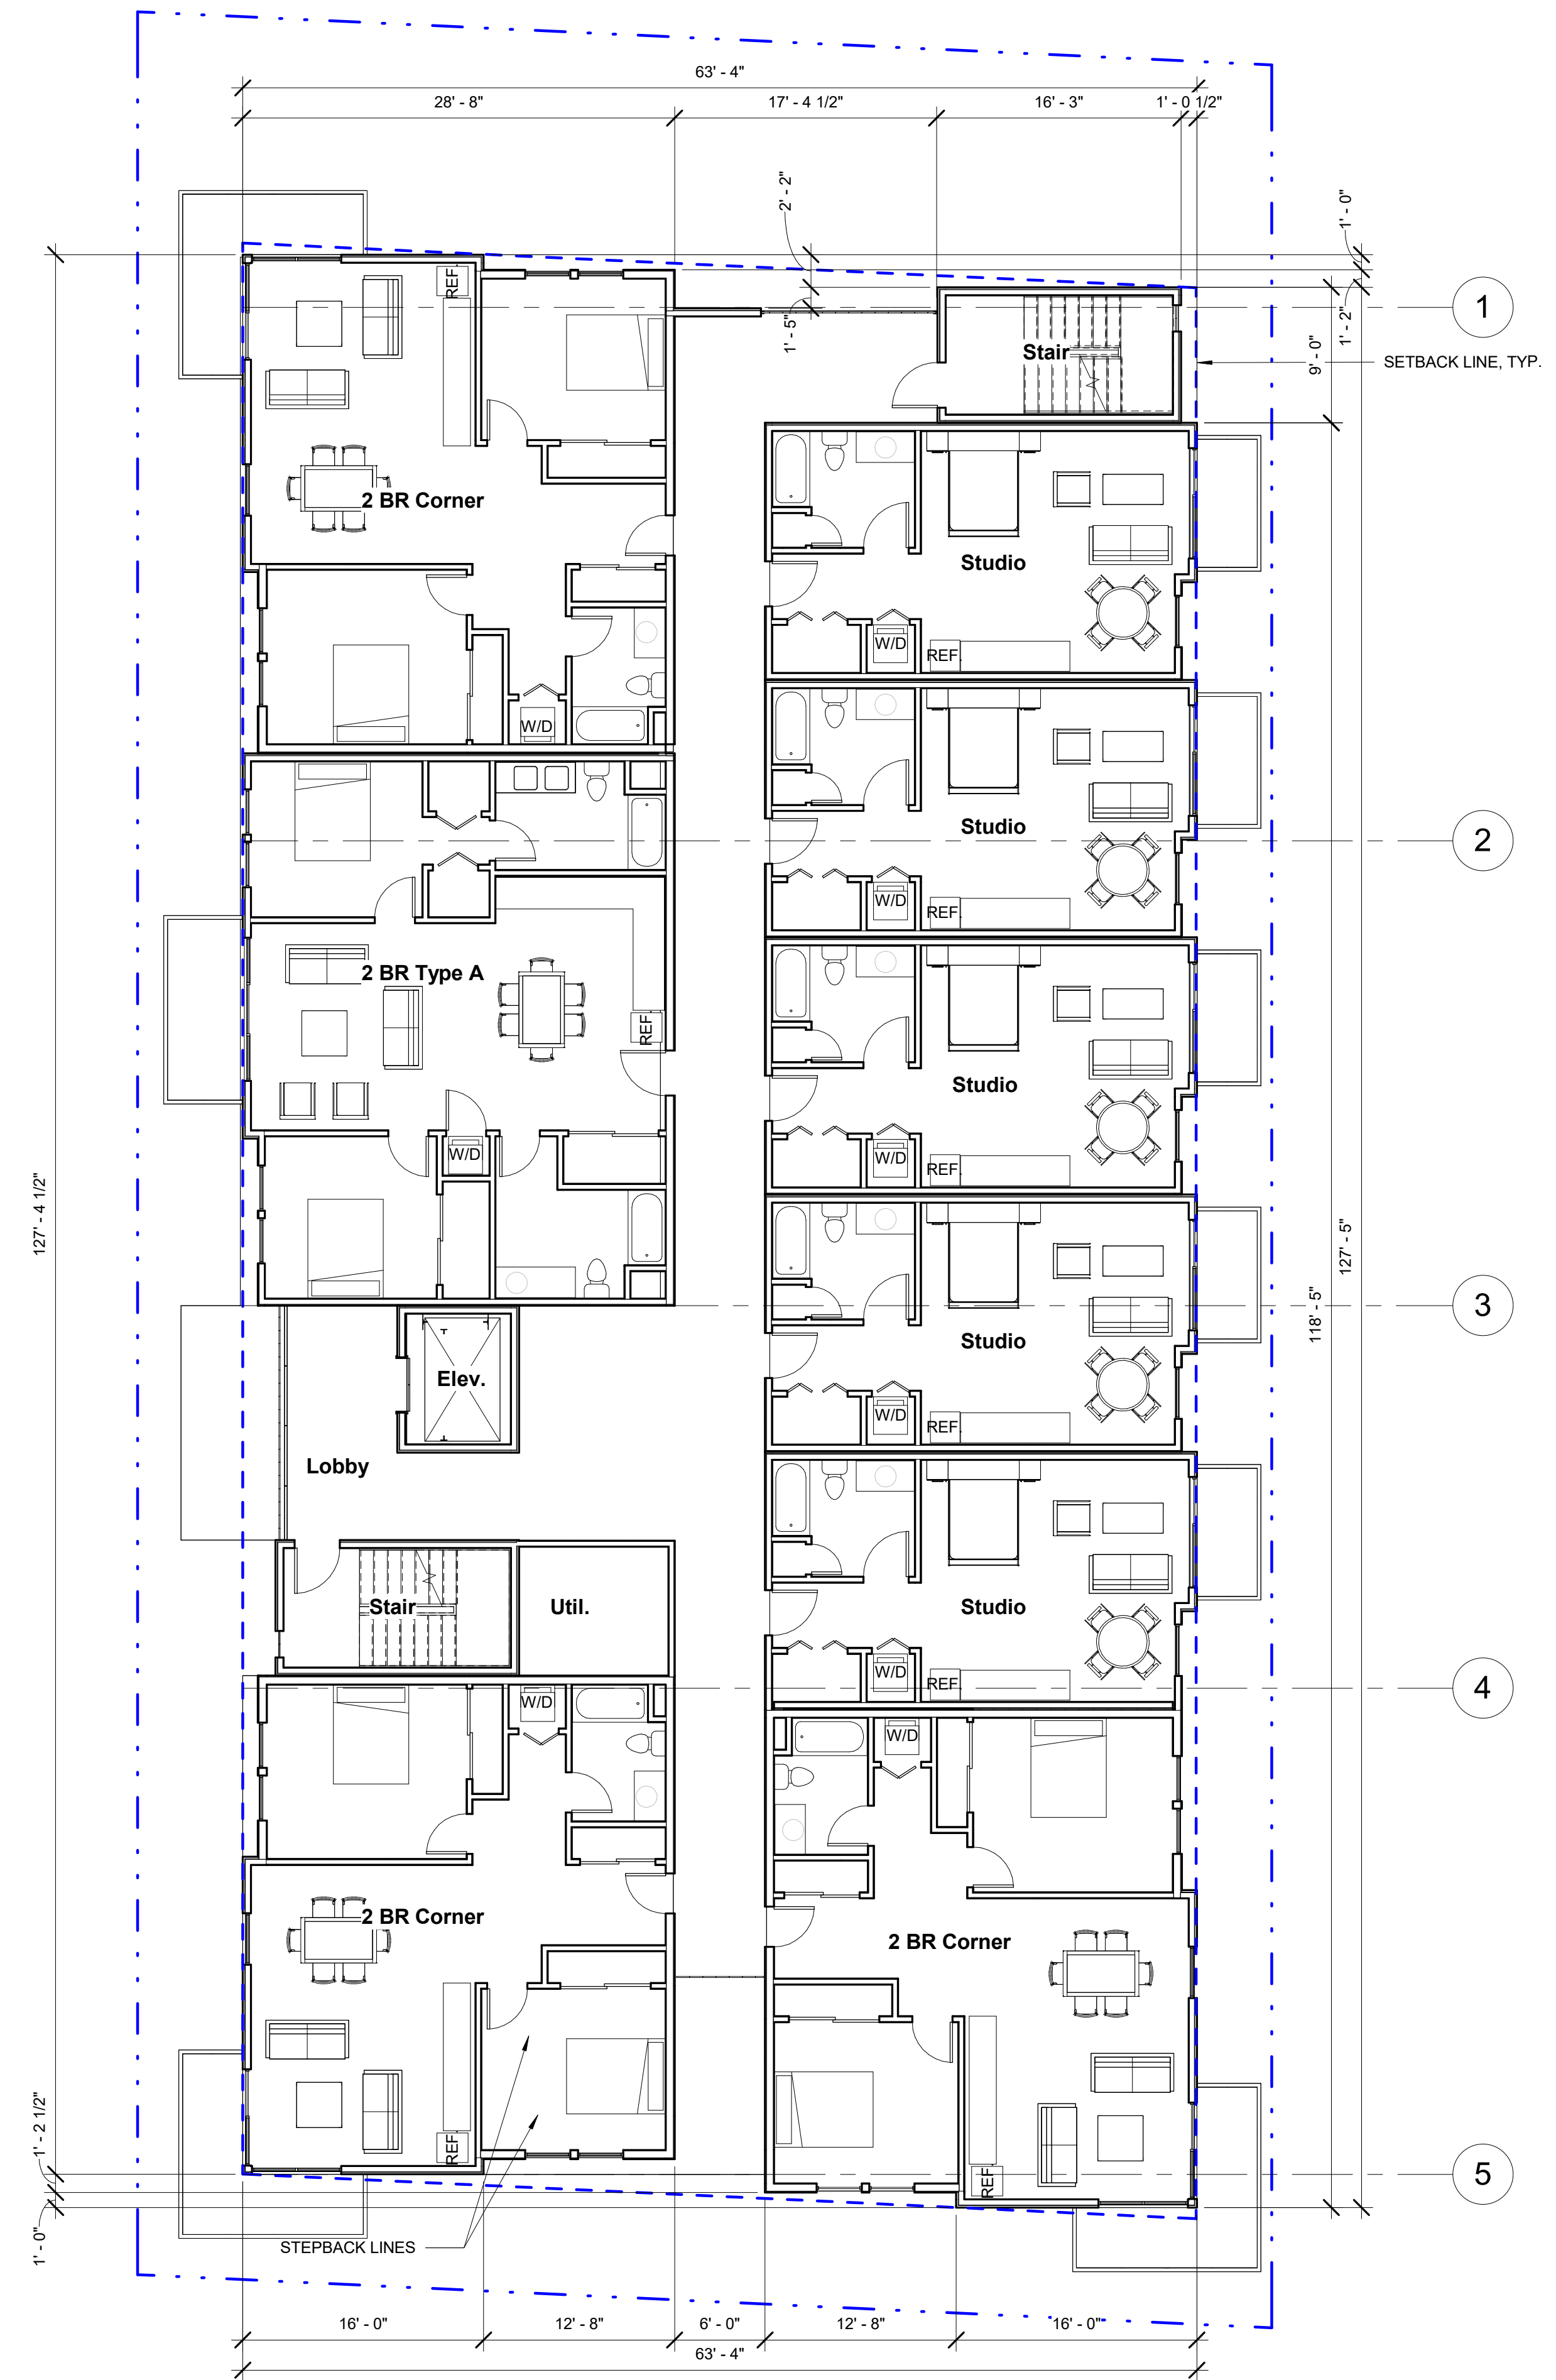 63' - 4"
28' - 8"
17' - 4 1/2"
16' - 3"
1' - 0 1/2"
2' - 2"
1' - 0"
REF.
1
1' - 5"
1' - 2"
Stair
9' - 0"
SETBACK LINE, TYP.
2 BR Corner
Studio
W/D
REF.
W/D
Studio
2
W/D
REF.
2 BR Type A
REF.
Studio
W/D
W/D
REF.
127' - 4 1/2"
127' - 5"
118' - 5"
3
Studio
Elev.
W/D
REF.
Lobby
Stair
Util.
Studio
W/D
REF.
4
W/D
W/D
2 BR Corner
2 BR Corner
1' - 2 1/2"
REF.
REF.
5
1' - 0"
STEPBACK LINES
16' - 0"
12' - 8"
6' - 0"
12' - 8"
16' - 0"
63' - 4"